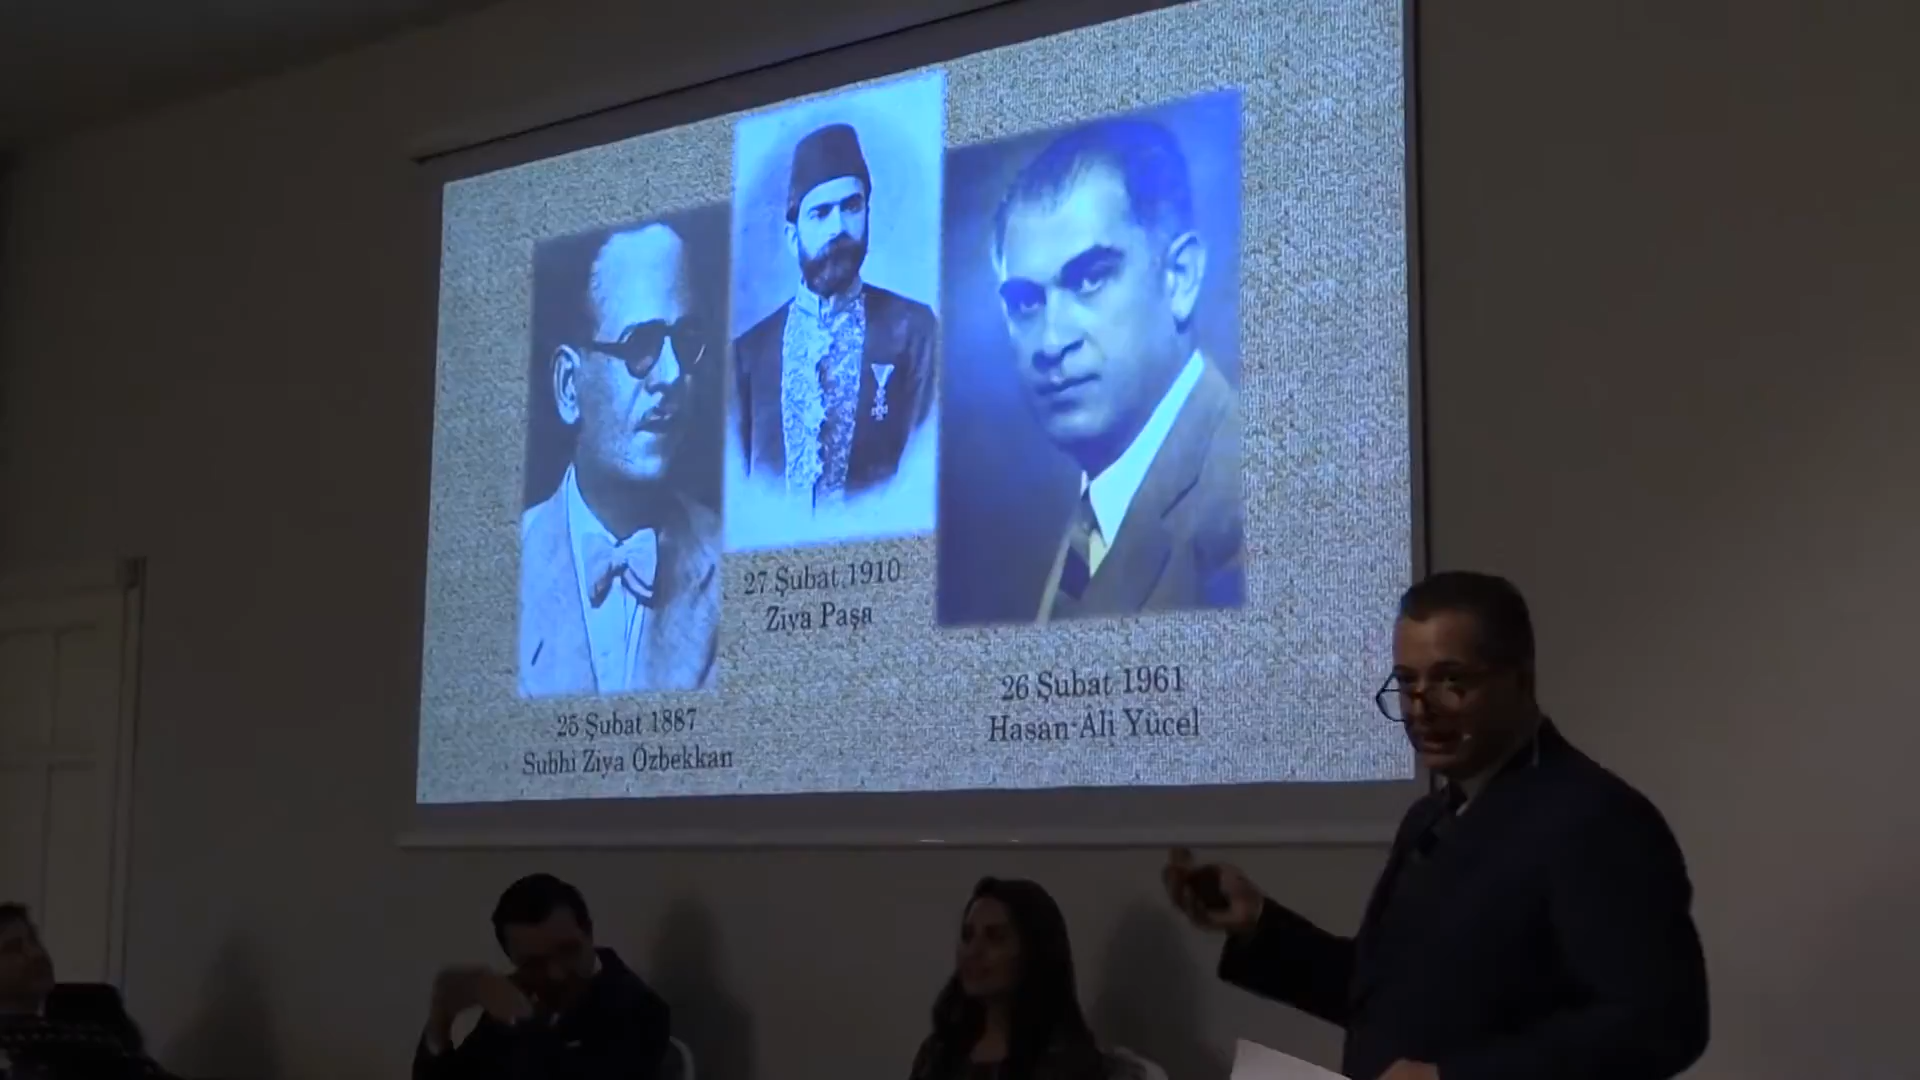 25 Şubat 1887
Subhi Ziya Özbekkan
27 Şubat 1910
Ziya Paşa
26 Şubat 1961
Hasan-Âli Yücel